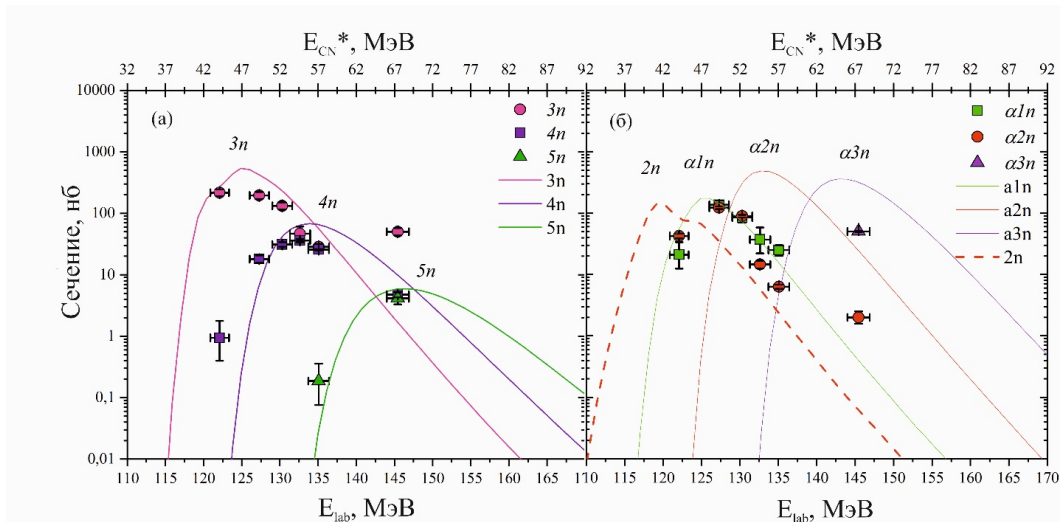 E_CN*, МэВ
E_CN*, МэВ
32 37 42 47 52 57 62 67 72 77 82 87 92
37 42 47 52 57 62 67 72 77 82 87 92
10000
1000
100
10
1
0,1
0,01
Сечение, нб
(а)
3n
4n
5n
3n
4n
5n
3n
4n
5n
(б)
2n
α1n
α2n
α3n
α1n
α2n
α3n
a1n
a2n
a3n
2n
110 115 120 125 130 135 140 145 150 155 160 165 110 115 120 125 130 135 140 145 150 155 160 165 170
E_lab, МэВ
E_lab, МэВ